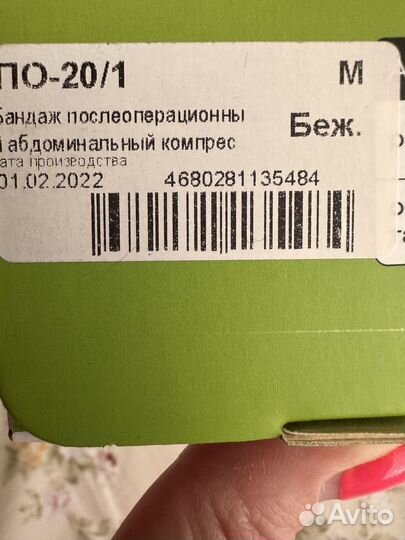 ПО-20/1 М
Бандаж послеоперационны Беж.
й абдоминальный компрес
ата производства
01.02.2022 4680281135484
Avito